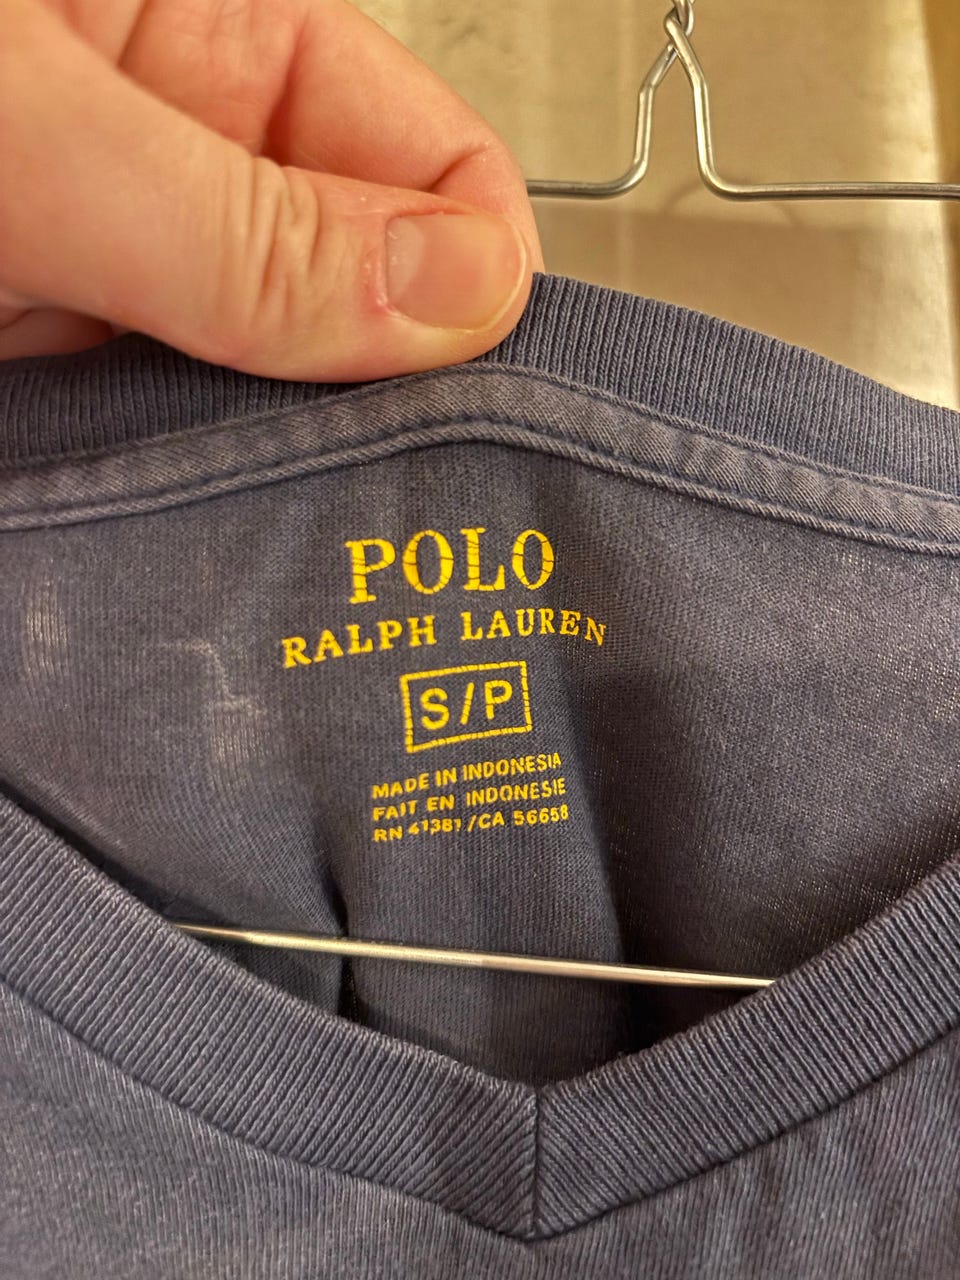 POLO
RALPH LAUREN
S/P
MADE IN INDONESIA
FAIT EN INDONESIE
RN 41381 /CA 56658